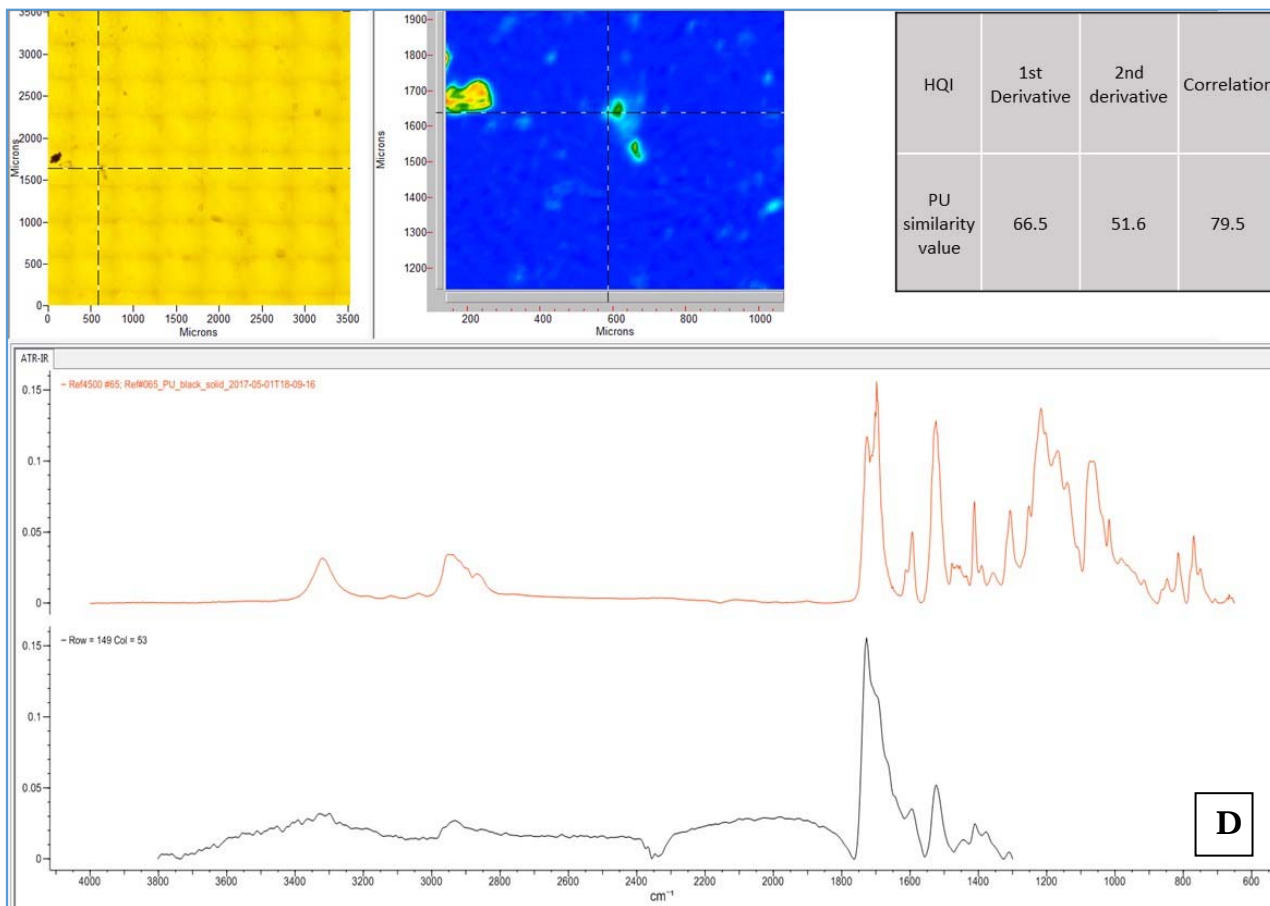 3500
3000
2500
2000
1500
1000
500
0
Microns
0 500 1000 1500 2000 2500 3000 3500
Microns
1900
1800
1700
1600
1500
1400
1300
1200
Microns
200 400 600 800 1000
Microns
HQI 1st Derivative 2nd derivative Correlation
PU similarity value 66.5 51.6 79.5
ATR-IR
Ref4500 #65; Ref#065_PU_black_solid_2017-05-01T18-09-16
0.15
0.1
0.05
0
Row = 149 Col = 53
0.15
0.1
0.05
0
D
4000 3800 3600 3400 3200 3000 2800 2600 2400 2200 2000 1800 1600 1400 1200 1000 800 600
cm⁻¹